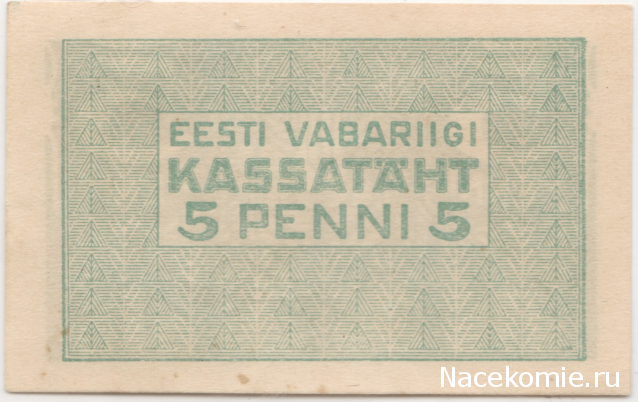 EESTI VABARIIGI
KASSATÄHT
5 PENNI 5
Nacekomie.ru